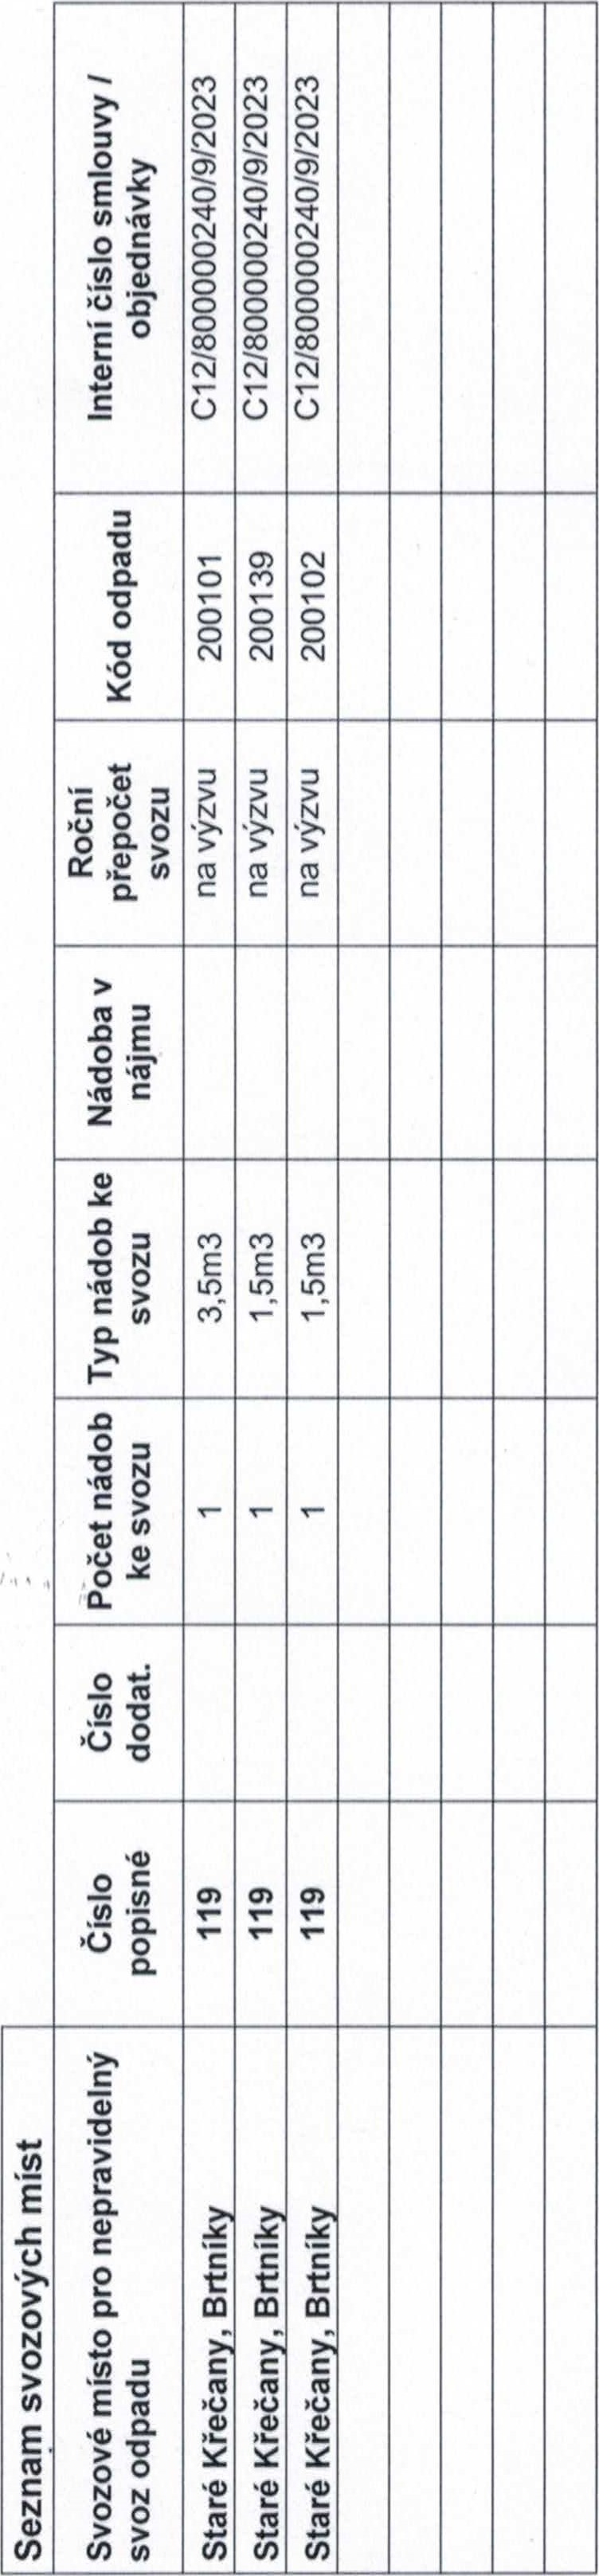 Seznam svozových míst
Svozové místo pro nepravidelný svoz odpadu | Číslo popisné | Číslo dodat. | Počet nádob ke svozu | Typ nádob ke svozu | Nádoba v nájmu | Roční přepočet svozu | Kód odpadu | Interní číslo smlouvy / objednávky
Staré Křečany, Brtníky | 119 | | 1 | 3,5m3 | | na výzvu | 200101 | C12/800000240/9/2023
Staré Křečany, Brtníky | 119 | | 1 | 1,5m3 | | na výzvu | 200139 | C12/800000240/9/2023
Staré Křečany, Brtníky | 119 | | 1 | 1,5m3 | | na výzvu | 200102 | C12/800000240/9/2023